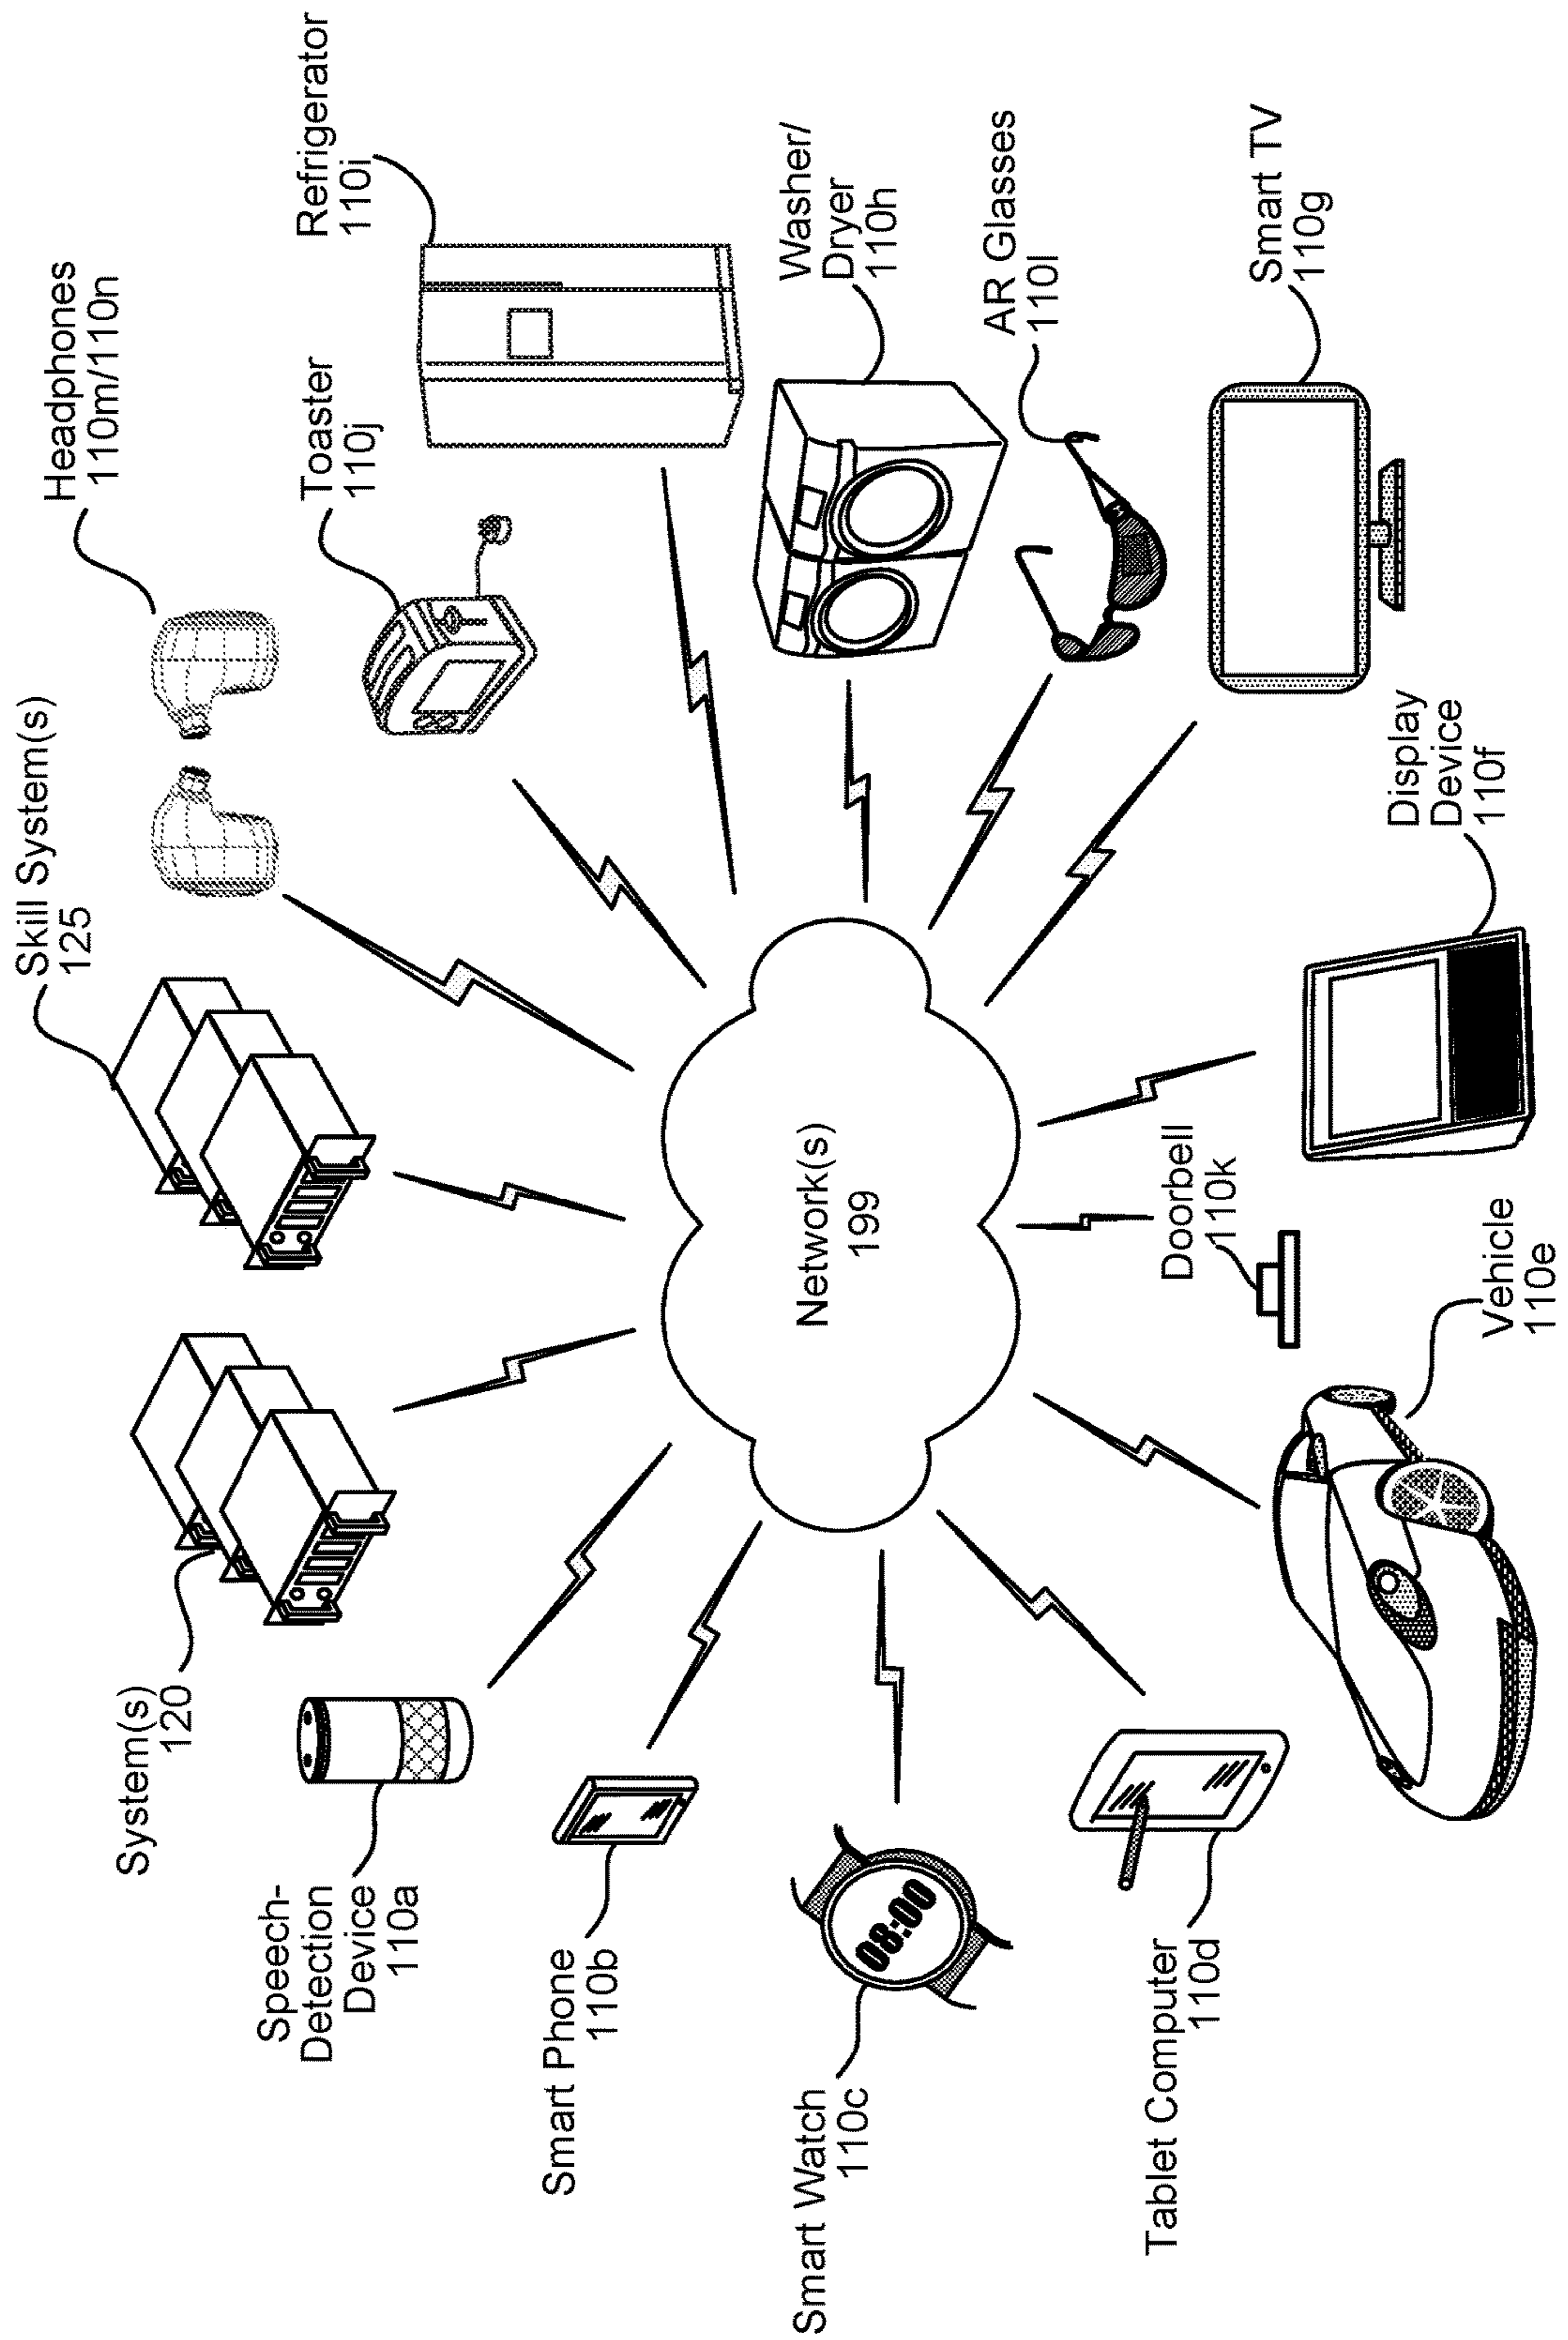 System(s)
120
Skill System(s)
125
Headphones
110m/110n
Speech-
Detection
Device
110a
Toaster
110j
Refrigerator
110i
Smart Phone
110b
Washer/
Dryer
110h
Networks(s)
199
Smart Watch
110c
08:00
AR Glasses
110l
Tablet Computer
110d
Doorbell
110k
Smart TV
110g
Display
Device
110f
Vehicle
110e